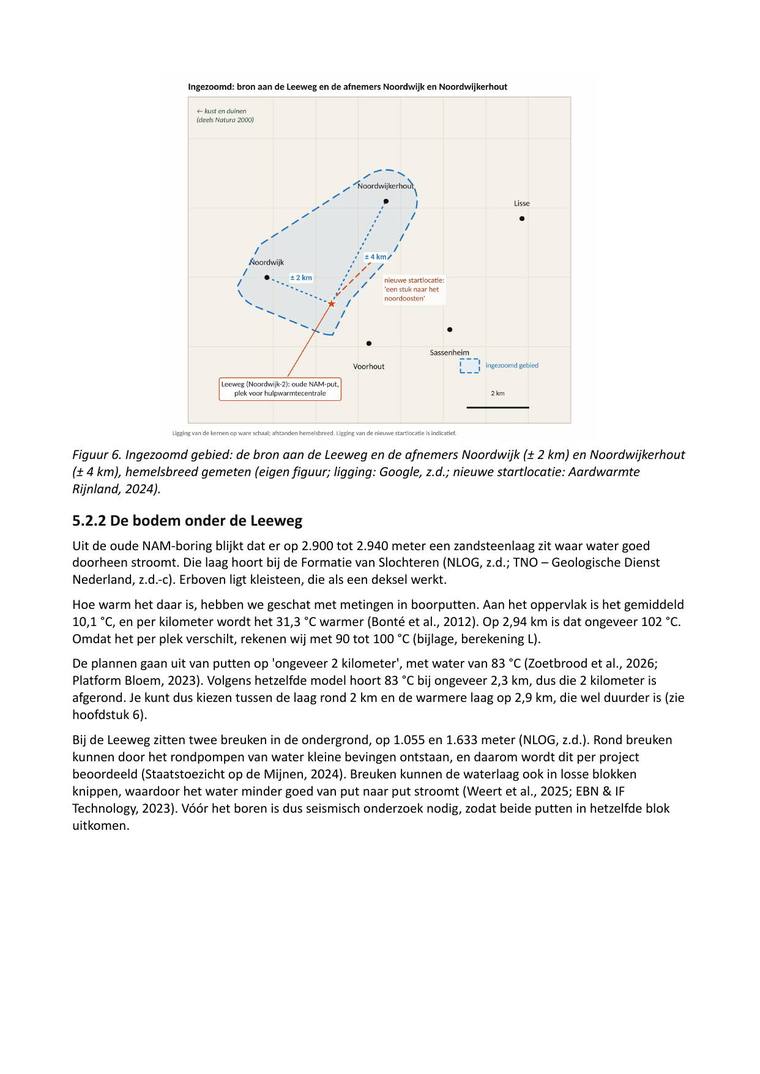 Ingezoomd: bron aan de Leeweg en de afnemers Noordwijk en Noordwijkerhout
← kust en duinen
(deels Natura 2000)
Noordwijkerhout
Lisse
Noordwijk
± 4 km
± 2 km
nieuwe startlocatie:
'een stuk naar het
noordoosten'
Voorhout
Sassenheim
ingezoomd gebied
Leeweg (Noordwijk-2): oude NAM-put,
plek voor hulpwarmtecentrale
2 km
Ligging van de kernen op ware schaal; afstanden hemelsbreed. Ligging van de nieuwe startlocatie is indicatief.
Figuur 6. Ingezoomd gebied: de bron aan de Leeweg en de afnemers Noordwijk (± 2 km) en Noordwijkerhout
(± 4 km), hemelsbreed gemeten (eigen figuur; ligging: Google, z.d.; nieuwe startlocatie: Aardwarmte
Rijnland, 2024).
5.2.2 De bodem onder de Leeweg
Uit de oude NAM-boring blijkt dat er op 2.900 tot 2.940 meter een zandsteenlaag zit waar water goed
doorheen stroomt. Die laag hoort bij de Formatie van Slochteren (NLOG, z.d.; TNO – Geologische Dienst
Nederland, z.d.-c). Erboven ligt kleisteen, die als een deksel werkt.
Hoe warm het daar is, hebben we geschat met metingen in boorputten. Aan het oppervlak is het gemiddeld
10,1 °C, en per kilometer wordt het 31,3 °C warmer (Bonté et al., 2012). Op 2,94 km is dat ongeveer 102 °C.
Omdat het per plek verschilt, rekenen wij met 90 tot 100 °C (bijlage, berekening L).
De plannen gaan uit van putten op 'ongeveer 2 kilometer', met water van 83 °C (Zoetbrood et al., 2026;
Platform Bloem, 2023). Volgens hetzelfde model hoort 83 °C bij ongeveer 2,3 km, dus die 2 kilometer is
afgerond. Je kunt dus kiezen tussen de laag rond 2 km en de warmere laag op 2,9 km, die wel duurder is (zie
hoofdstuk 6).
Bij de Leeweg zitten twee breuken in de ondergrond, op 1.055 en 1.633 meter (NLOG, z.d.). Rond breuken
kunnen door het rondpompen van water kleine bevingen ontstaan, en daarom wordt dit per project
beoordeeld (Staatstoezicht op de Mijnen, 2024). Breuken kunnen de waterlaag ook in losse blokken
knippen, waardoor het water minder goed van put naar put stroomt (Weert et al., 2025; EBN & IF
Technology, 2023). Vóór het boren is dus seismisch onderzoek nodig, zodat beide putten in hetzelfde blok
uitkomen.